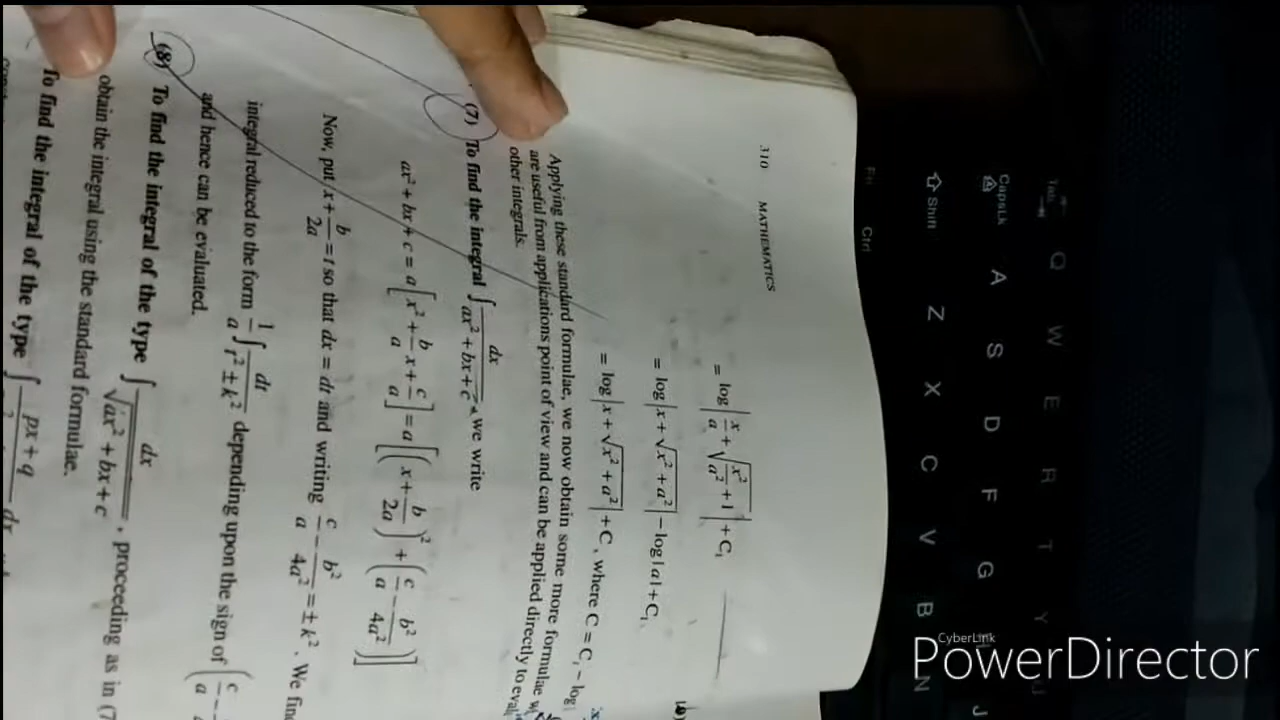 310 MATHEMATICS
= log |x/a + √(x²/a² + 1)| + C₁
= log |x + √(x² + a²)| − log |a| + C₁
= log |x + √(x² + a²)| + C, where C = C₁ − log
Applying these standard formulae, we now obtain some more formulae
are useful from applications point of view and can be applied directly to
other integrals.
(7) To find the integral ∫ dx/(ax² + bx + c), we write
ax² + bx + c = a [x² + b/a x + c/a] = a [(x + b/2a)² + (c/a − b²/4a²)]
Now, put x + b/2a = t so that dx = dt and writing c/a − b²/4a² = ± k². We
integral reduced to the form 1/a ∫ dt/(t² ± k²) depending upon the sign of (c/a −
and hence can be evaluated.
(8) To find the integral of the type ∫ dx/√(ax² + bx + c), proceeding as in (7
obtain the integral using the standard formulae.
To find the integral of the type ∫ px + q dx
Tab Q W E R T Y U
CapsLk A S D F G J
Shift Z X C V B N
Fn Ctrl
CyberLink
PowerDirector